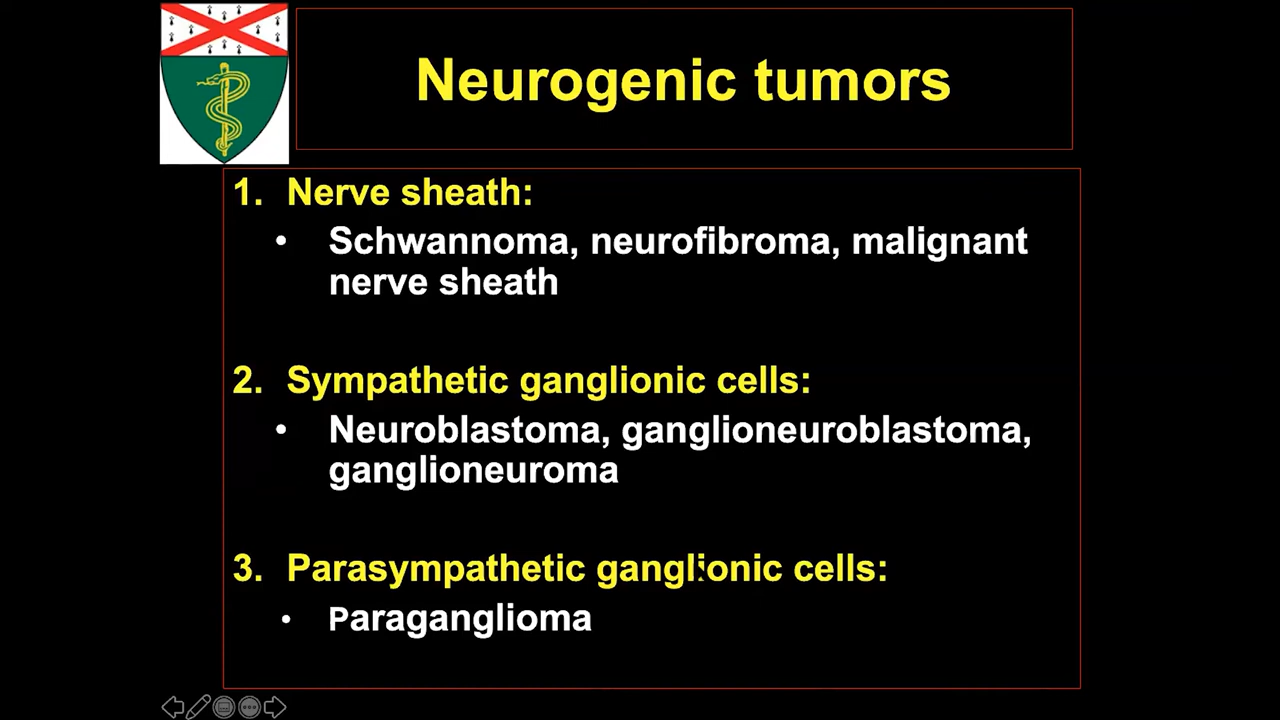 Neurogenic tumors
1. Nerve sheath:
• Schwannoma, neurofibroma, malignant
nerve sheath
2. Sympathetic ganglionic cells:
• Neuroblastoma, ganglioneuroblastoma,
ganglioneuroma
3. Parasympathetic ganglionic cells:
• Paraganglioma